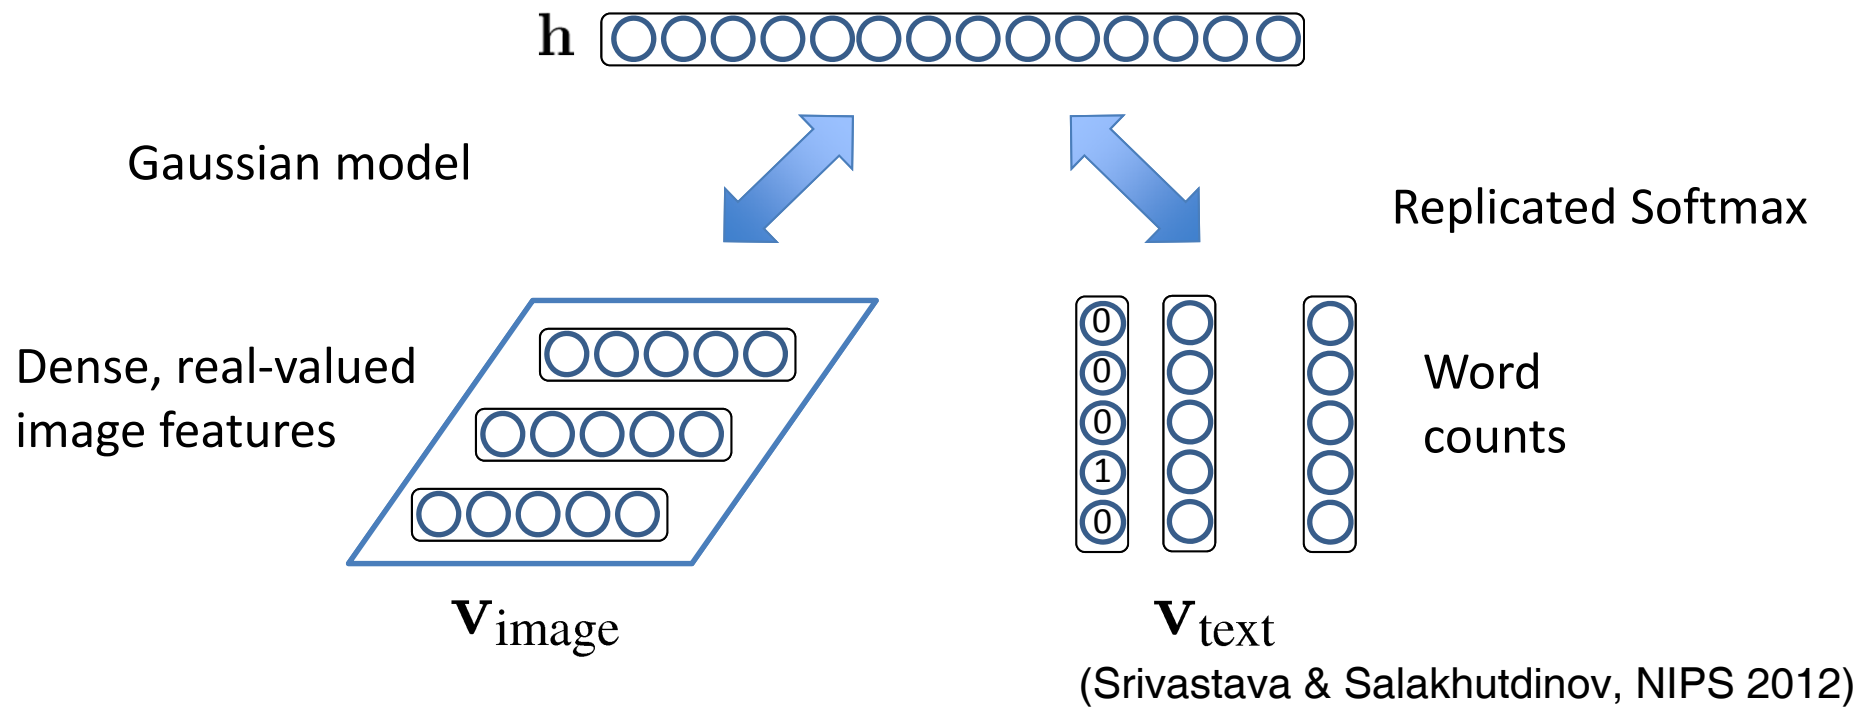 h
Gaussian model
Replicated Softmax
Dense, real-valued
image features
0
0
0
1
0
Word
counts
v image
v text
(Srivastava & Salakhutdinov, NIPS 2012)